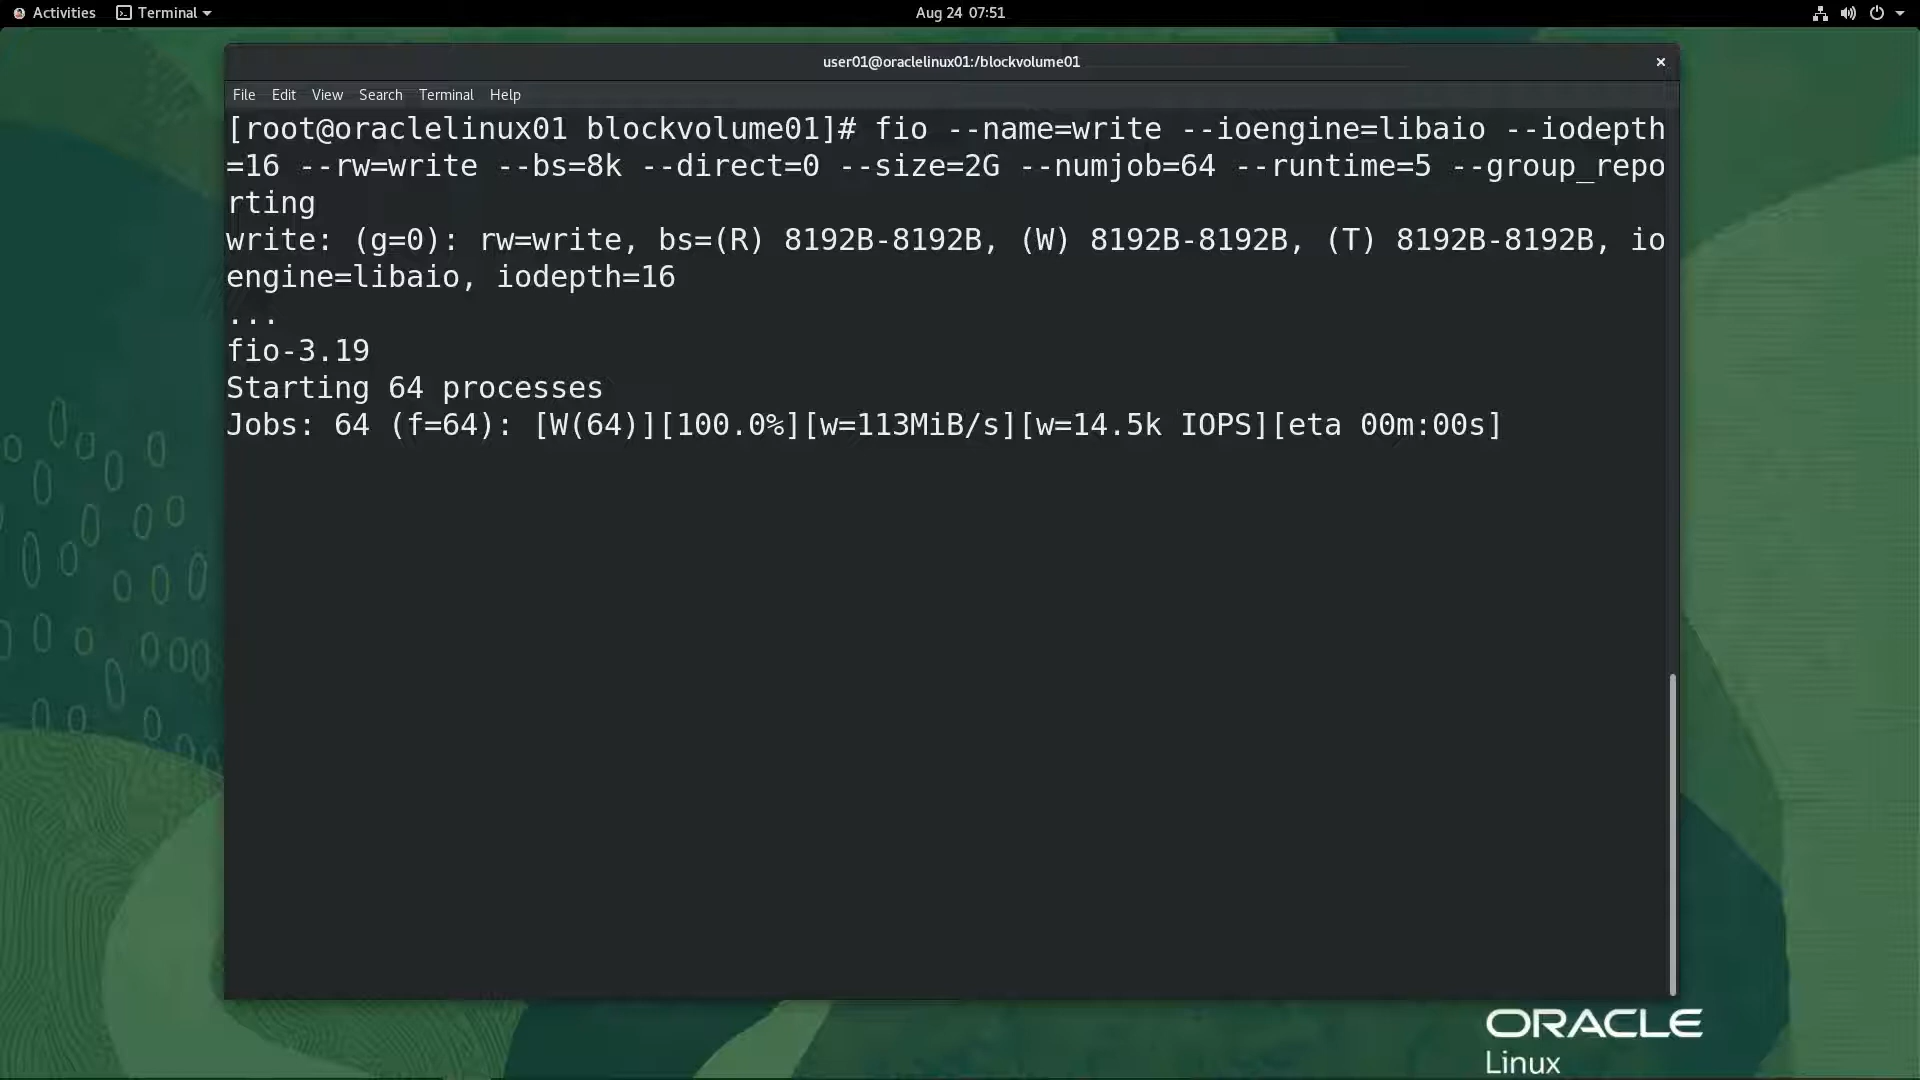 Activities Terminal Aug 24 07:51
user01@oraclelinux01:/blockvolume01 ×
File Edit View Search Terminal Help
[root@oraclelinux01 blockvolume01]# fio --name=write --ioengine=libaio --iodepth
=16 --rw=write --bs=8k --direct=0 --size=2G --numjob=64 --runtime=5 --group_repo
rting
write: (g=0): rw=write, bs=(R) 8192B-8192B, (W) 8192B-8192B, (T) 8192B-8192B, io
engine=libaio, iodepth=16
...
fio-3.19
Starting 64 processes
Jobs: 64 (f=64): [W(64)][100.0%][w=113MiB/s][w=14.5k IOPS][eta 00m:00s]
ORACLE
Linux